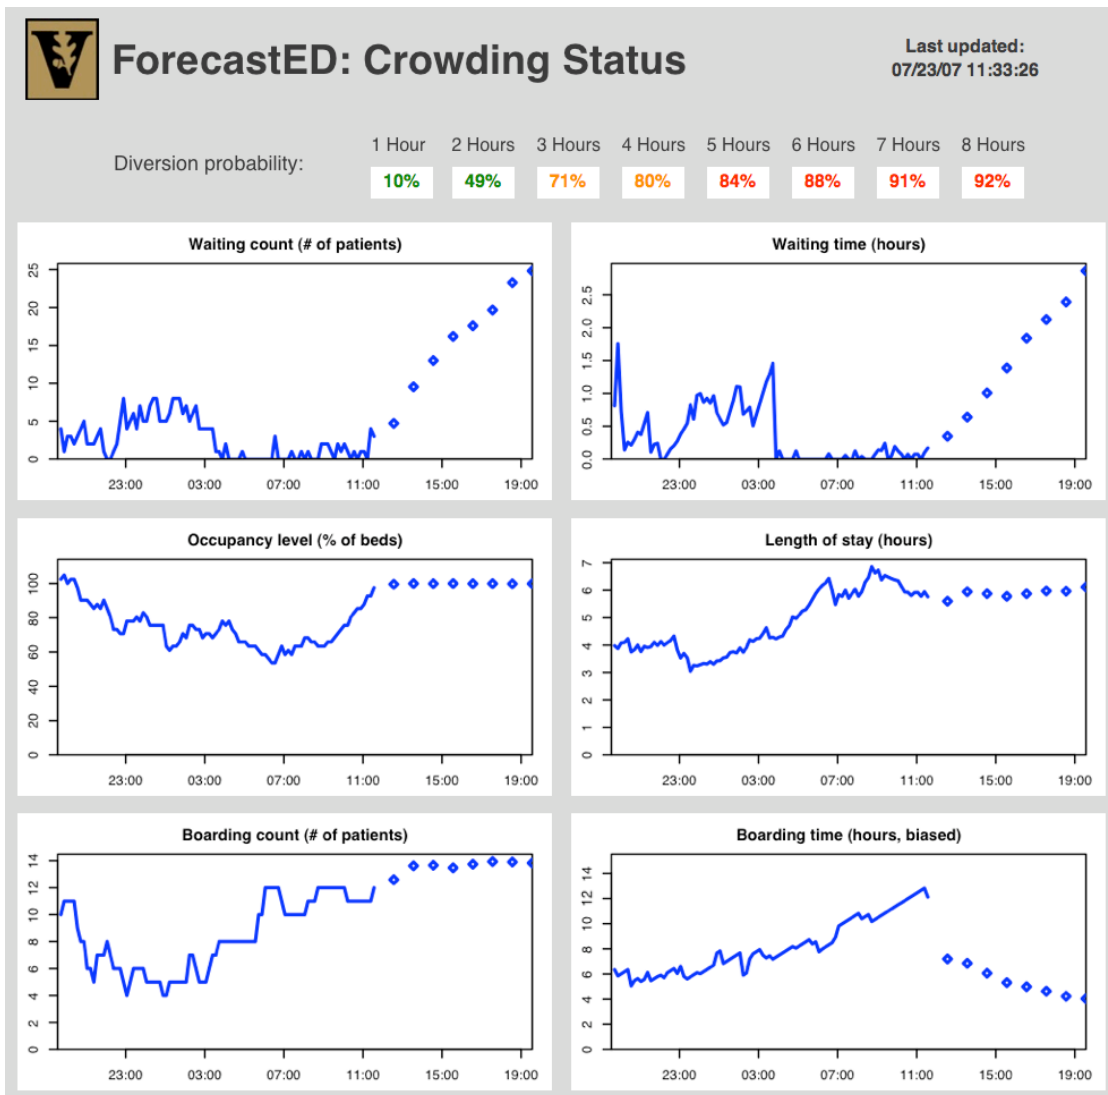 V
ForecastED: Crowding Status
Last updated:
07/23/07 11:33:26
1 Hour 2 Hours 3 Hours 4 Hours 5 Hours 6 Hours 7 Hours 8 Hours
Diversion probability:
10% 49% 71% 80% 84% 88% 91% 92%
Waiting count (# of patients)
25
20
15
10
5
0
23:00 03:00 07:00 11:00 15:00 19:00
Waiting time (hours)
2.5
2.0
1.5
1.0
0.5
0.0
23:00 03:00 07:00 11:00 15:00 19:00
Occupancy level (% of beds)
100
80
60
40
20
0
23:00 03:00 07:00 11:00 15:00 19:00
Length of stay (hours)
7
6
5
4
3
2
1
0
23:00 03:00 07:00 11:00 15:00 19:00
Boarding count (# of patients)
14
12
10
8
6
4
2
0
23:00 03:00 07:00 11:00 15:00 19:00
Boarding time (hours, biased)
14
12
10
8
6
4
2
0
23:00 03:00 07:00 11:00 15:00 19:00